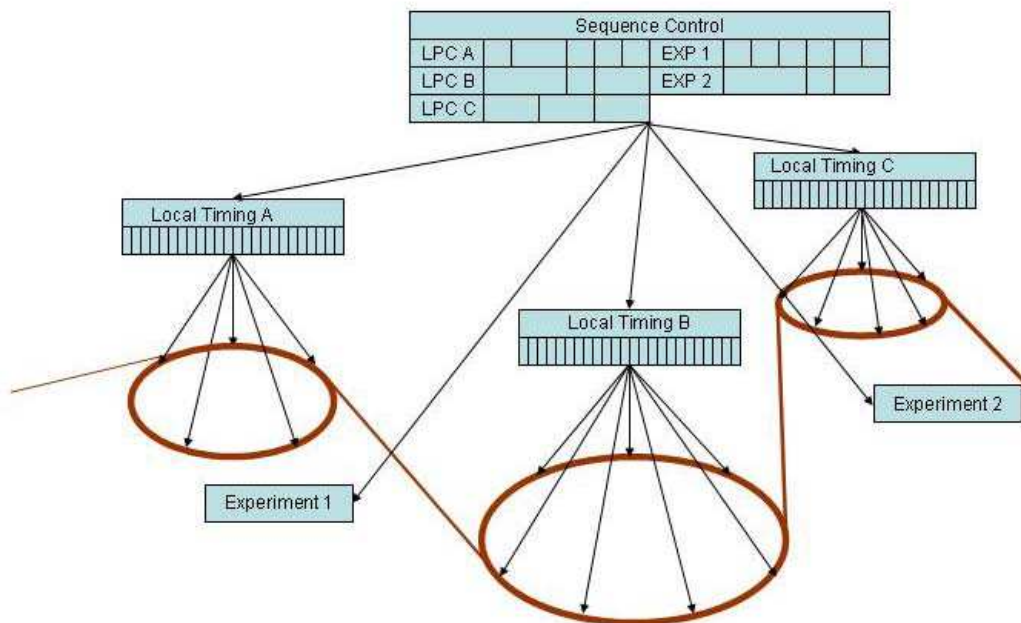 Sequence Control
LPC A EXP 1
LPC B EXP 2
LPC C
Local Timing C
Local Timing A
Local Timing B
Experiment 2
Experiment 1